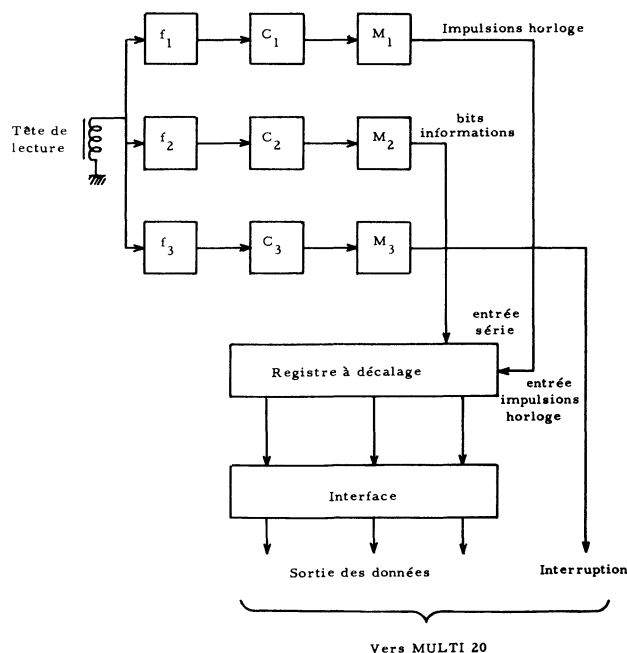 f1
C1
M1
Impulsions horloge
Tête de
lecture
f2
C2
M2
bits
informations
f3
C3
M3
entrée
série
Registre à décalage
entrée
impulsions
horloge
Interface
Sortie des données
Interruption
Vers MULTI 20